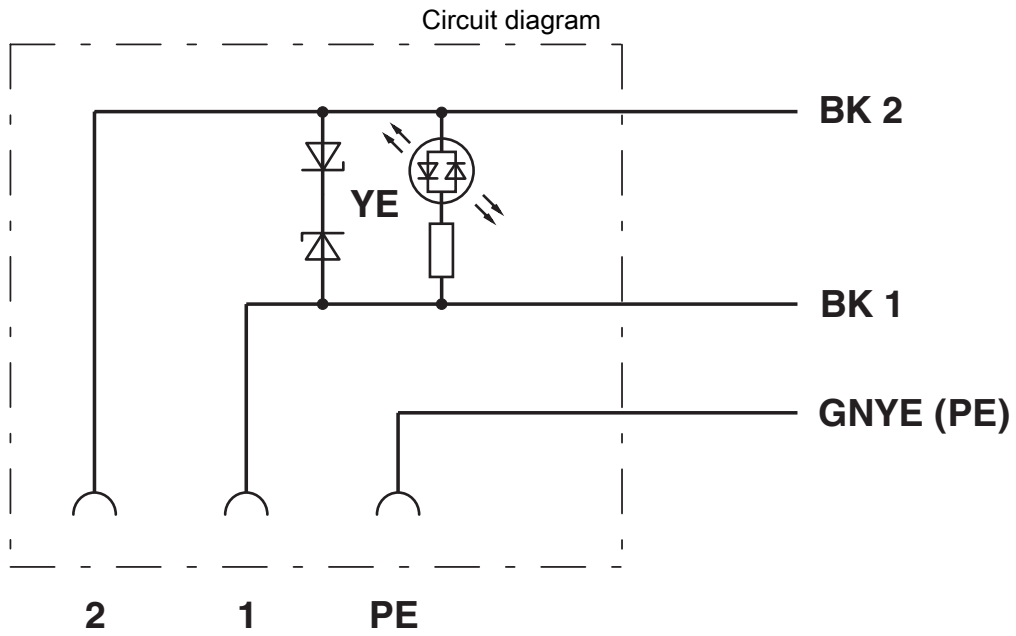 Circuit diagram
BK 2
YE
BK 1
GNYE (PE)
2 1 PE